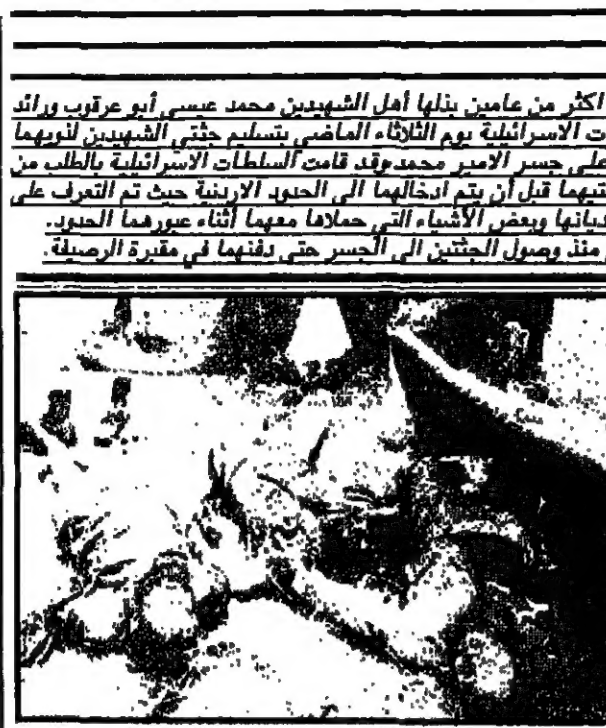 اكثر من عامين بذلها أهل الشهيدين محمد عيسى أبو عرقوب ورائد
ت الاسرائيلية يوم الثلاثاء الماضي بتسليم جثتي الشهيدين لذويهما
على جسر الامير محمد وقد قامت السلطات الاسرائيلية بالطلب من
تيهما قبل أن يتم ادخالهما الى الحدود الاردنية حيث تم التعرف على
ديانها وبعض الأشياء التي حملاها معهما أثناء عبورهما الحدود.
منذ وصول الجثتين الى الجسر حتى دفنهما في مقبرة الرصيفة.